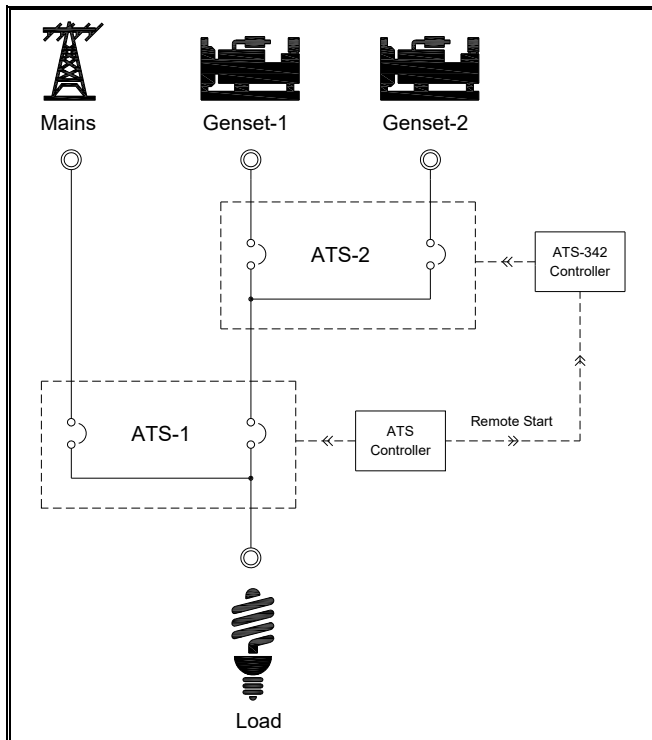 Mains
Genset-1
Genset-2
ATS-2
ATS-342
Controller
ATS-1
ATS
Controller
Remote Start
Load